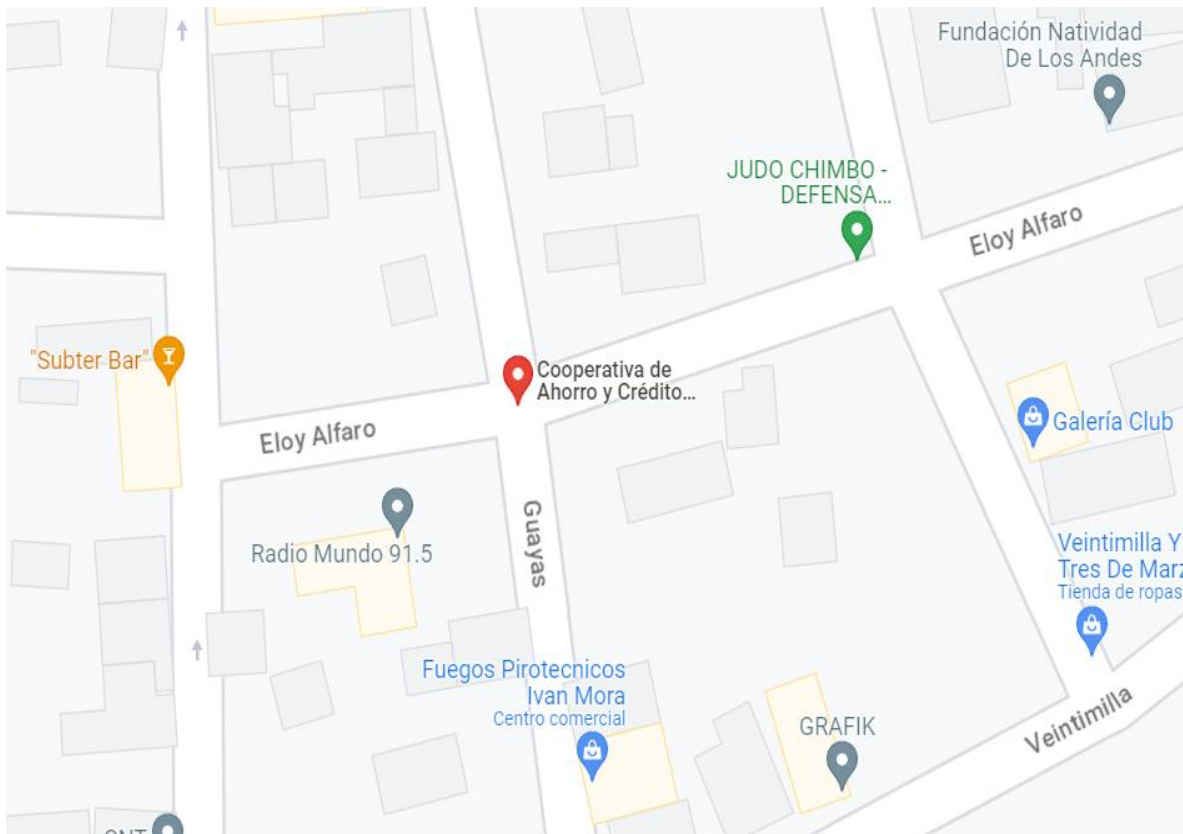 Fundación Natividad
De Los Andes
JUDO CHIMBO -
DEFENSA...
Eloy Alfaro
"Subter Bar"
Cooperativa de
Ahorro y Crédito...
Eloy Alfaro
Galería Club
Guayas
Radio Mundo 91.5
Veintimilla Y
Tres De Marz
Tienda de ropas
Fuegos Pirotecnicos
Ivan Mora
Centro comercial
GRAFIK
Veintimilla
CNT